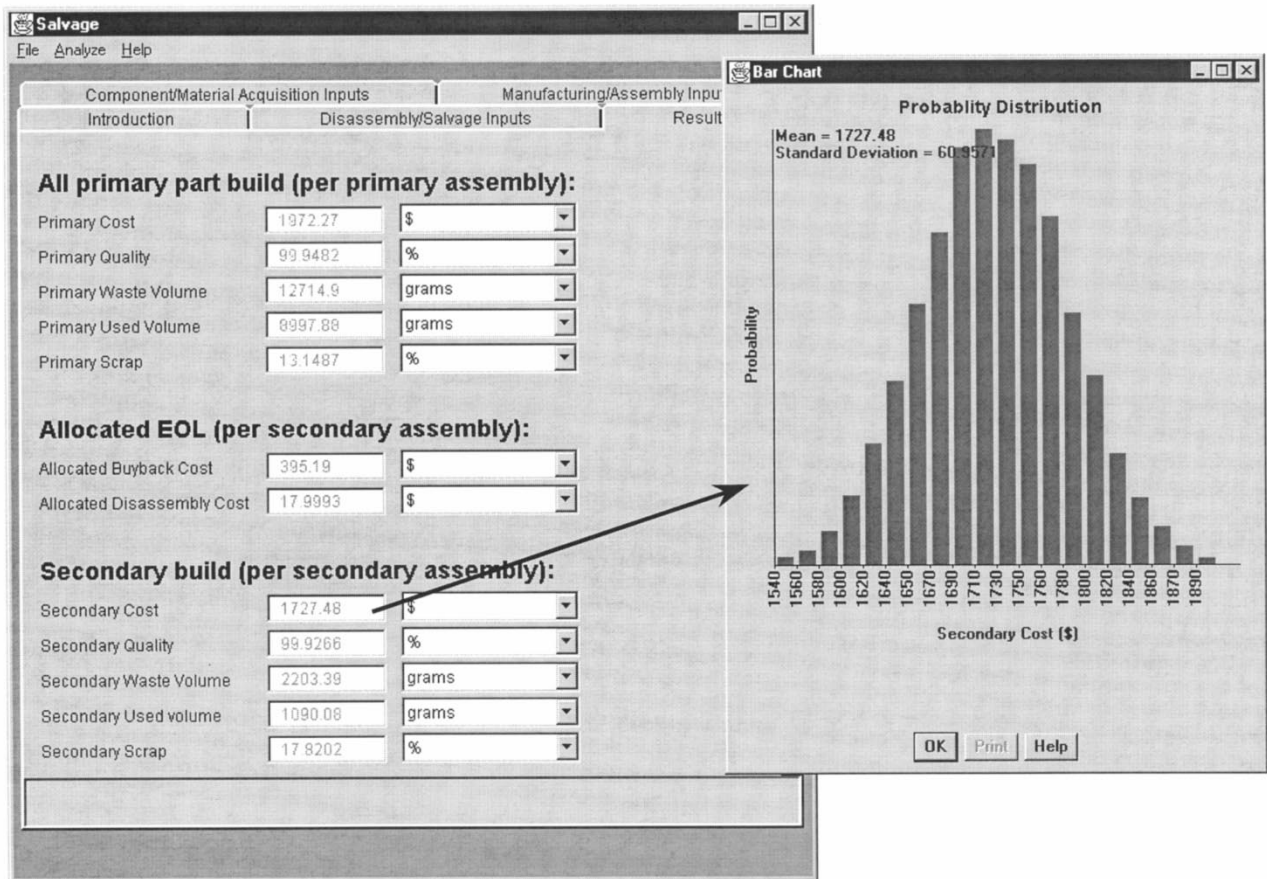 Salvage
File Analyze Help
Component/Material Acquisition Inputs
Manufacturing/Assembly Inpu
Introduction
Disassembly/Salvage Inputs
Result
All primary part build (per primary assembly):
Primary Cost 1972.27 $
Primary Quality 99.9482 %
Primary Waste Volume 12714.9 grams
Primary Used Volume 8997.88 grams
Primary Scrap 13.1487 %
Allocated EOL (per secondary assembly):
Allocated Buyback Cost 395.19 $
Allocated Disassembly Cost 17.9993 $
Secondary build (per secondary assembly):
Secondary Cost 1727.48 $
Secondary Quality 99.9266 %
Secondary Waste Volume 2203.39 grams
Secondary Used volume 1090.08 grams
Secondary Scrap 17.8202 %
Bar Chart
Probablity Distribution
Mean = 1727.48
Standard Deviation = 60.9571
Probability
1540
1560
1580
1600
1620
1640
1650
1670
1690
1710
1730
1750
1760
1780
1800
1820
1840
1860
1870
1890
Secondary Cost ($)
OK Print Help